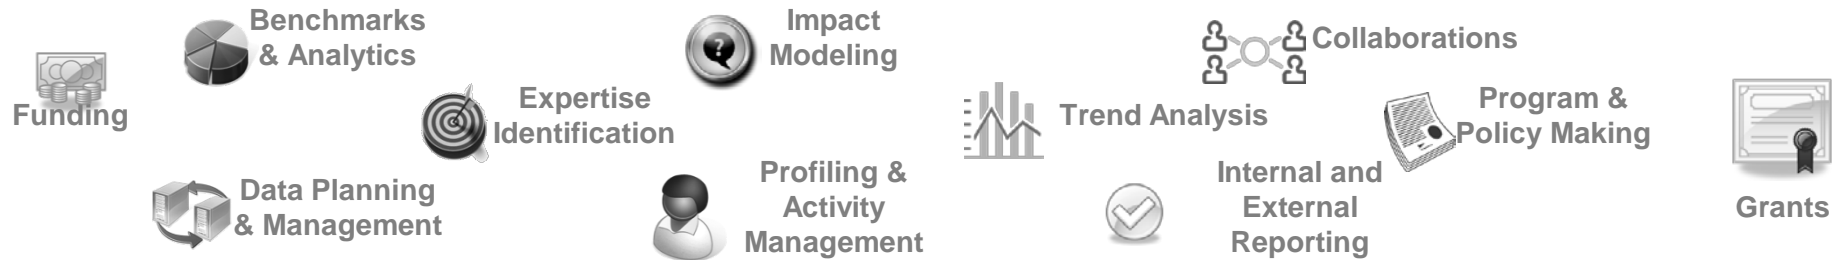 Funding
Benchmarks
& Analytics
Data Planning
& Management
Expertise
Identification
Impact
Modeling
Profiling &
Activity
Management
Trend Analysis
Collaborations
Internal and
External
Reporting
Program &
Policy Making
Grants